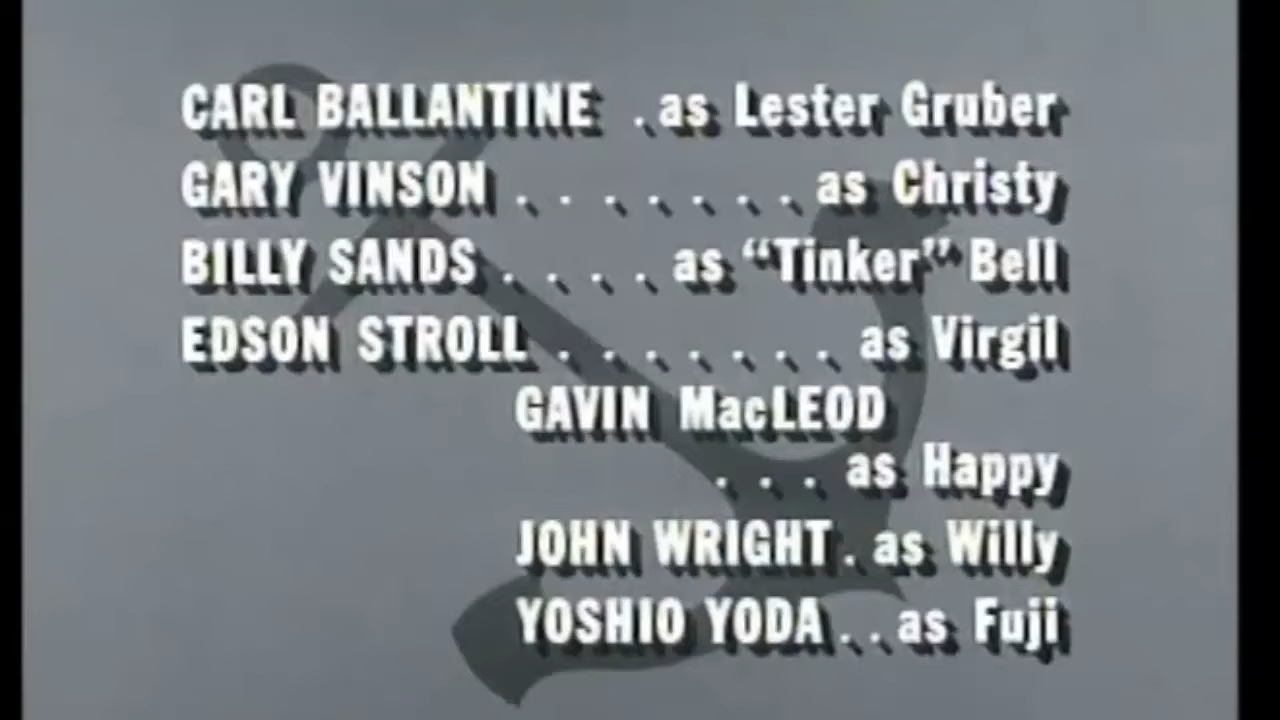 CARL BALLANTINE . as Lester Gruber
GARY VINSON . . . . . . . as Christy
BILLY SANDS . . . . as “Tinker” Bell
EDSON STROLL . . . . . . . as Virgil
GAVIN MacLEOD
. . . as Happy
JOHN WRIGHT . as Willy
YOSHIO YODA . . as Fuji